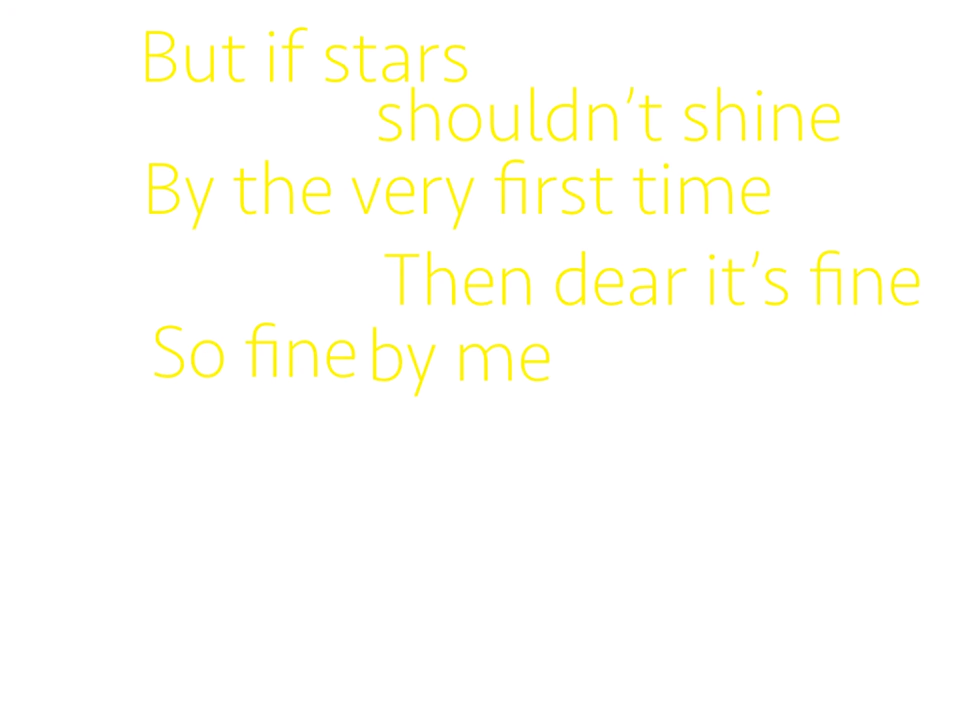 But if stars
shouldn’t shine
By the very first time
Then dear it’s fine
So fine by me